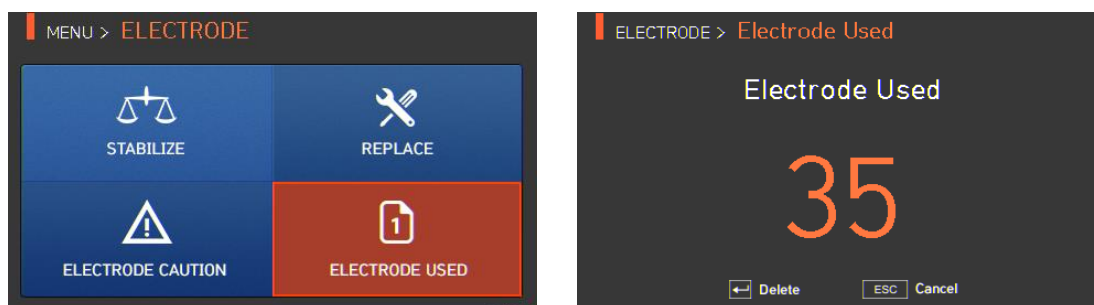 MENU > ELECTRODE
STABILIZE
REPLACE
ELECTRODE CAUTION
1
ELECTRODE USED
ELECTRODE > Electrode Used
Electrode Used
35
Delete
ESC Cancel